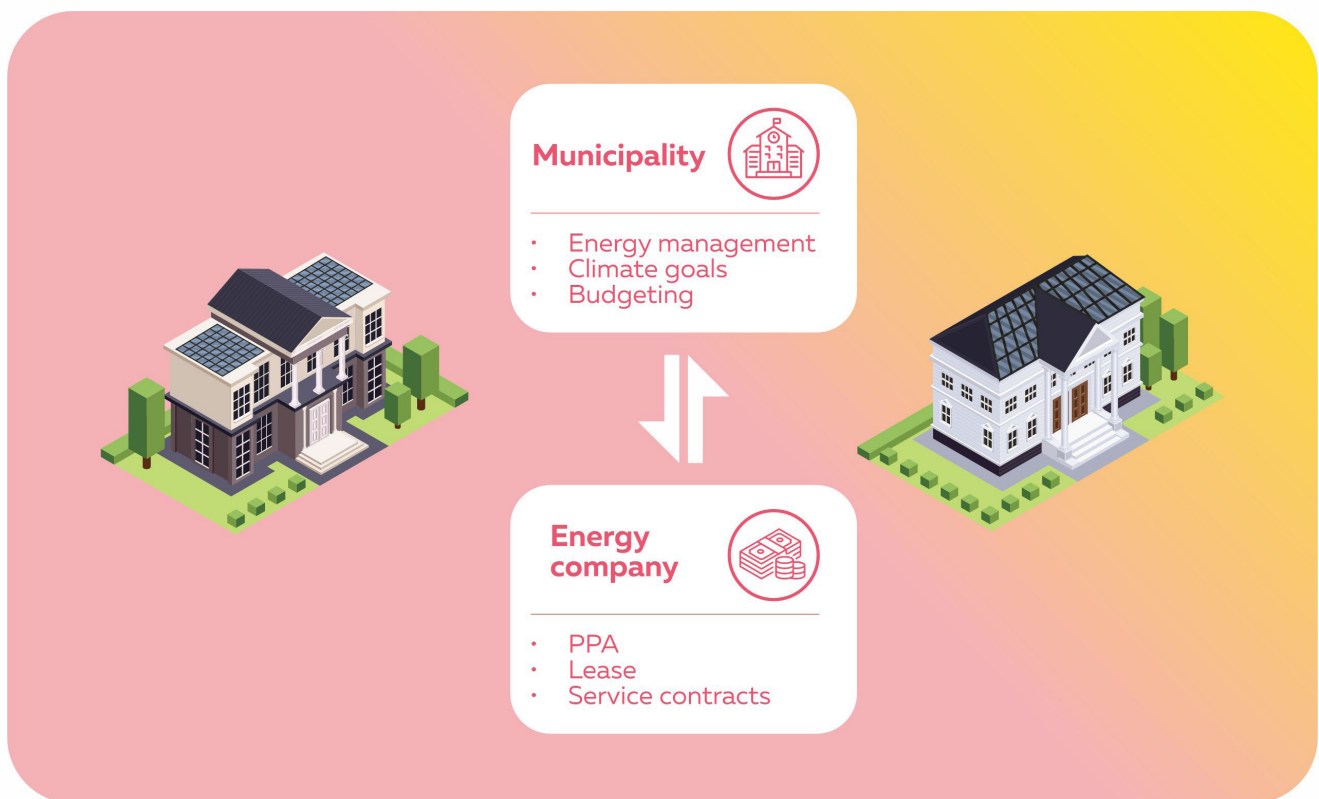 Municipality
· Energy management
· Climate goals
· Budgeting
Energy
company
· PPA
· Lease
· Service contracts